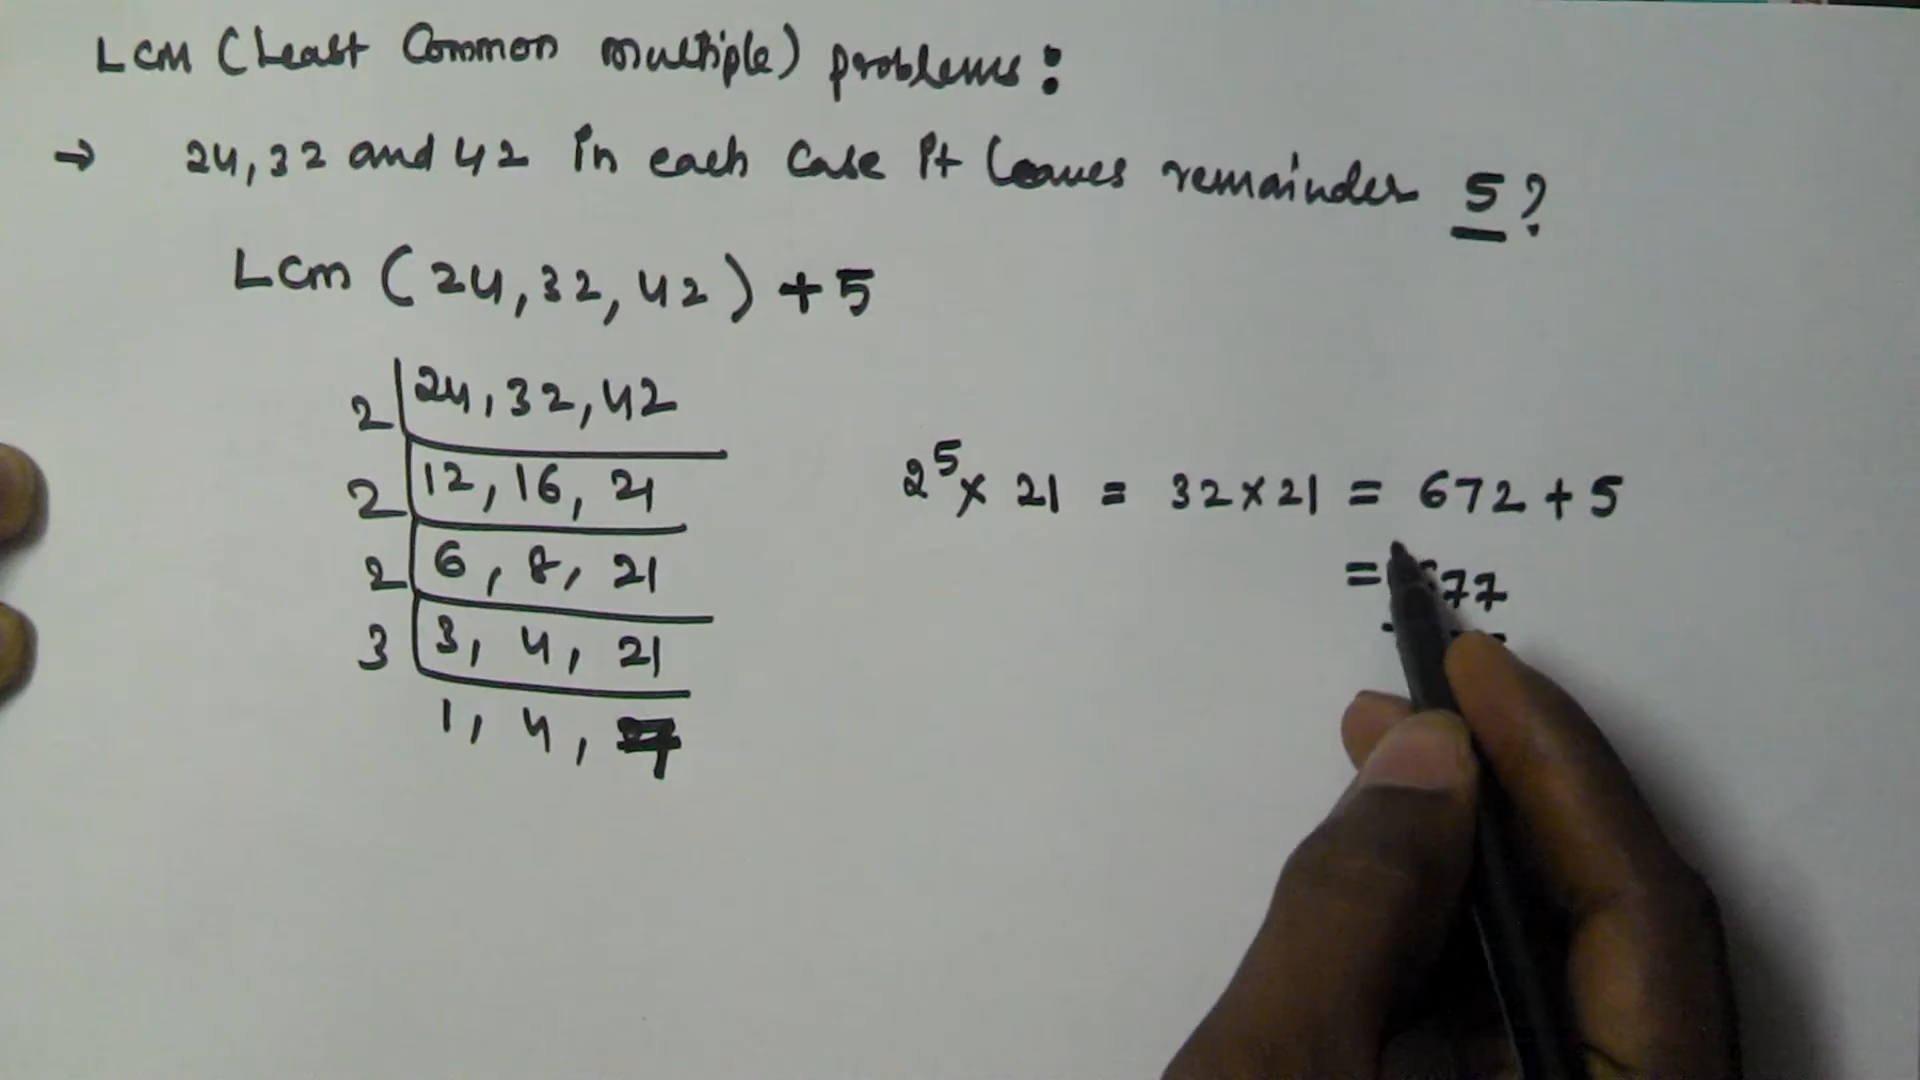 LCM (Least Common multiple) problems:
→ 24, 32 and 42 in each case it leaves remainder 5?
LCM (24, 32, 42) + 5
2 | 24, 32, 42
2 | 12, 16, 21
2 | 6, 8, 21
3 | 3, 4, 21
1, 4, 7
2⁵ × 21 = 32 × 21 = 672 + 5
= 77